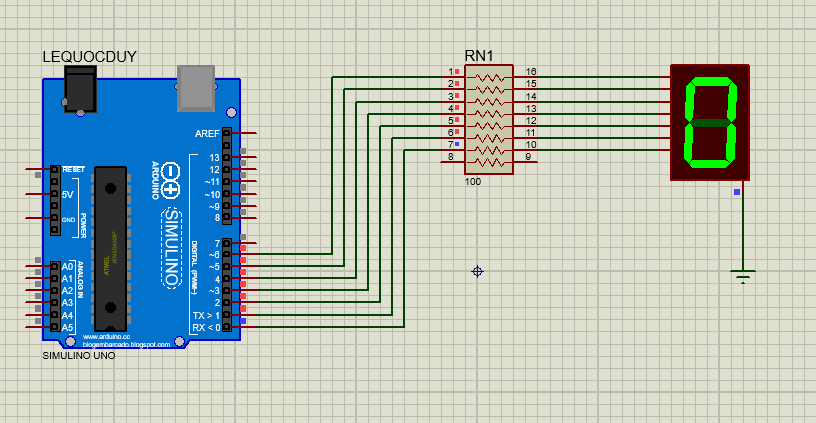 LEQUOCDUY
RN1
1 16
2 15
3 14
4 13
5 12
6 11
7 10
8 9
100
AREF
RESET
5V
GND
POWER
13
12
~11
~10
~9
8
7
~6
~5
4
~3
2
TX > 1
RX < 0
DIGITAL (PWM~)
ARDUINO
SIMULINO
ATMEL
ANALOG IN
A0
A1
A2
A3
A4
A5
www.arduino.cc
blogembarcado.blogspot.com
SIMULINO UNO